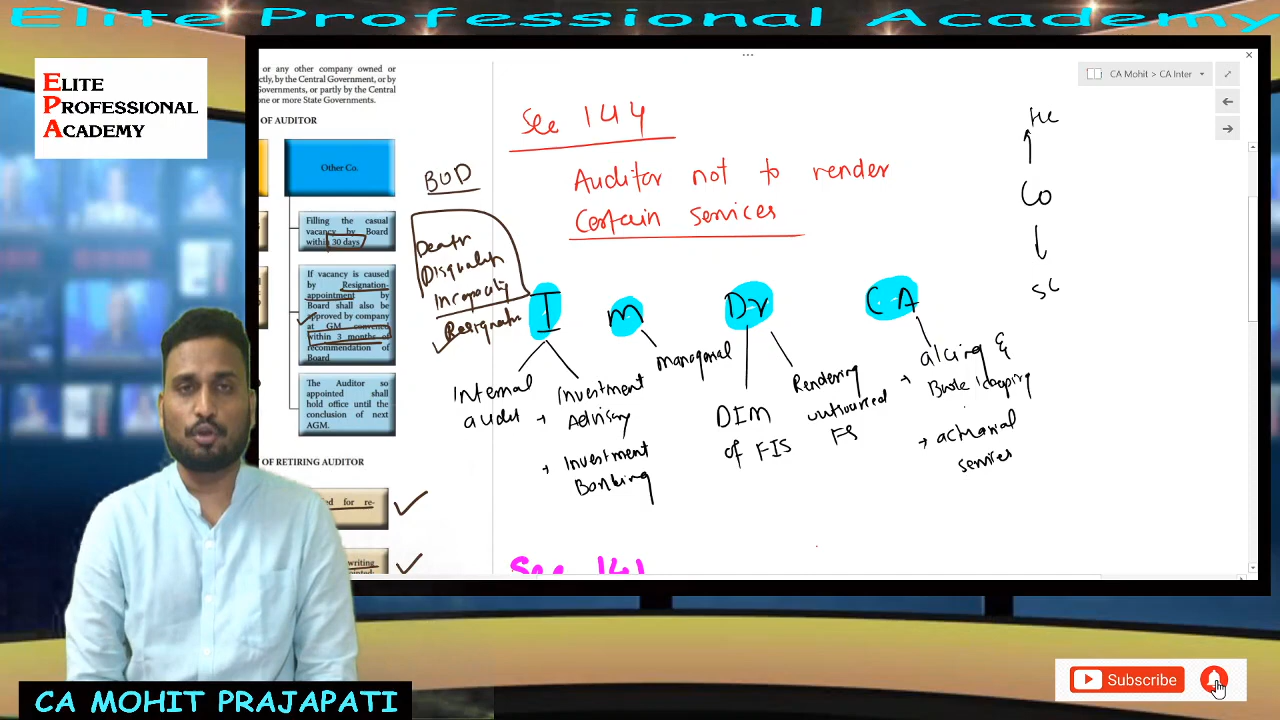 Elite Professional Academy
ELITE
PROFESSIONAL
ACADEMY
or any other company owned or
ctly, by the Central Government, or by
Governments, or partly by the Central
one or more State Governments.
OF AUDITOR
Other Co.
Filling the casual
vacancy by Board
within 30 days
If vacancy is caused
by Resignation-
appointment by
Board shall also be
approved by company
at GM convened
within 3 months of
recommendation of
Board
The Auditor so
appointed shall
hold office until the
conclusion of next
AGM.
OF RETIRING AUDITOR
ed for re-
writing
BOD
Death
Incapacity
CA Mohit > CA Inter
Sec 144
Auditor not to render
Certain services
I
m
Dr
CA
Internal
audit
Investment
Advisory
Investment
Banking
managerial
DIM
of FIS
Rendering
outsourced
FS
&
Book keeping
actuarial
services
HC
Co
SC
Sec 141
Subscribe
CA MOHIT PRAJAPATI